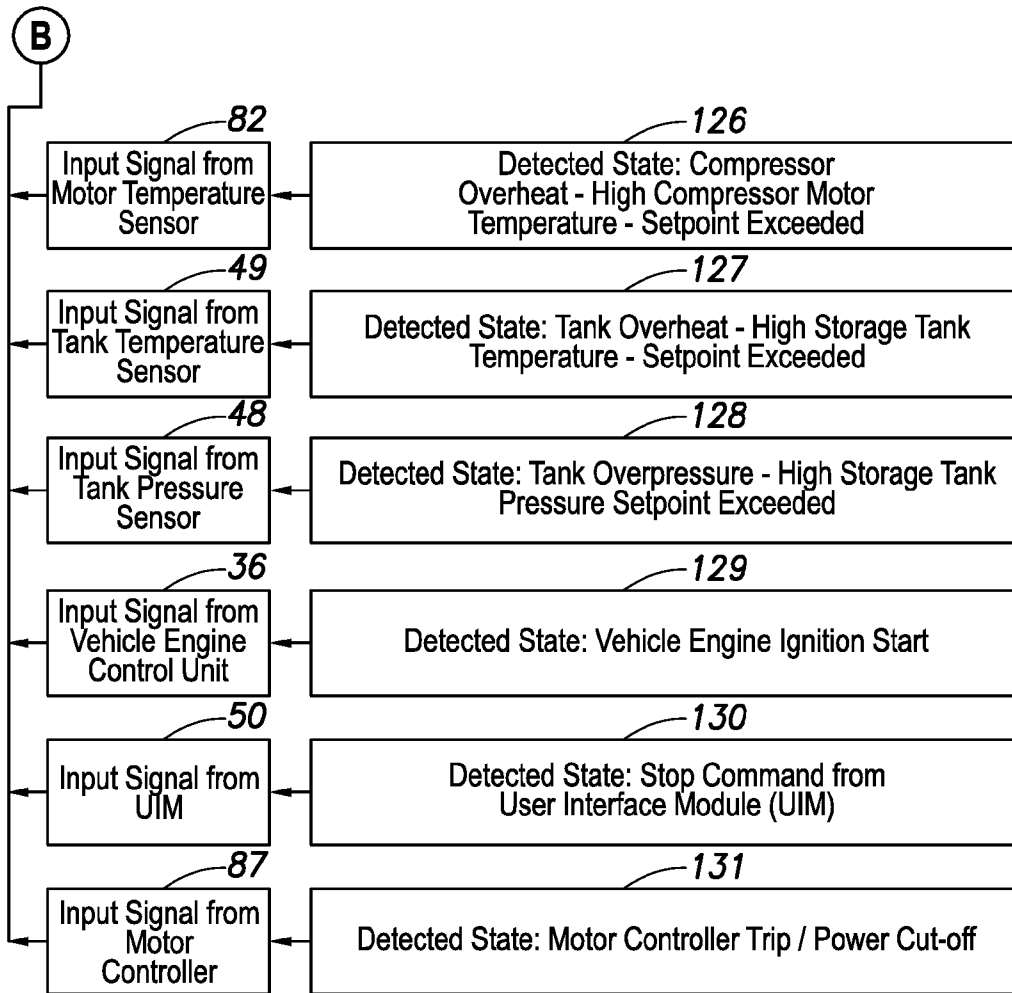 B
82
126
Input Signal from
Motor Temperature
Sensor
Detected State: Compressor
Overheat - High Compressor Motor
Temperature - Setpoint Exceeded
49
127
Input Signal from
Tank Temperature
Sensor
Detected State: Tank Overheat - High Storage Tank
Temperature - Setpoint Exceeded
48
128
Input Signal from
Tank Pressure
Sensor
Detected State: Tank Overpressure - High Storage Tank
Pressure Setpoint Exceeded
36
129
Input Signal from
Vehicle Engine
Control Unit
Detected State: Vehicle Engine Ignition Start
50
130
Input Signal from
UIM
Detected State: Stop Command from
User Interface Module (UIM)
87
131
Input Signal from
Motor
Controller
Detected State: Motor Controller Trip / Power Cut-off